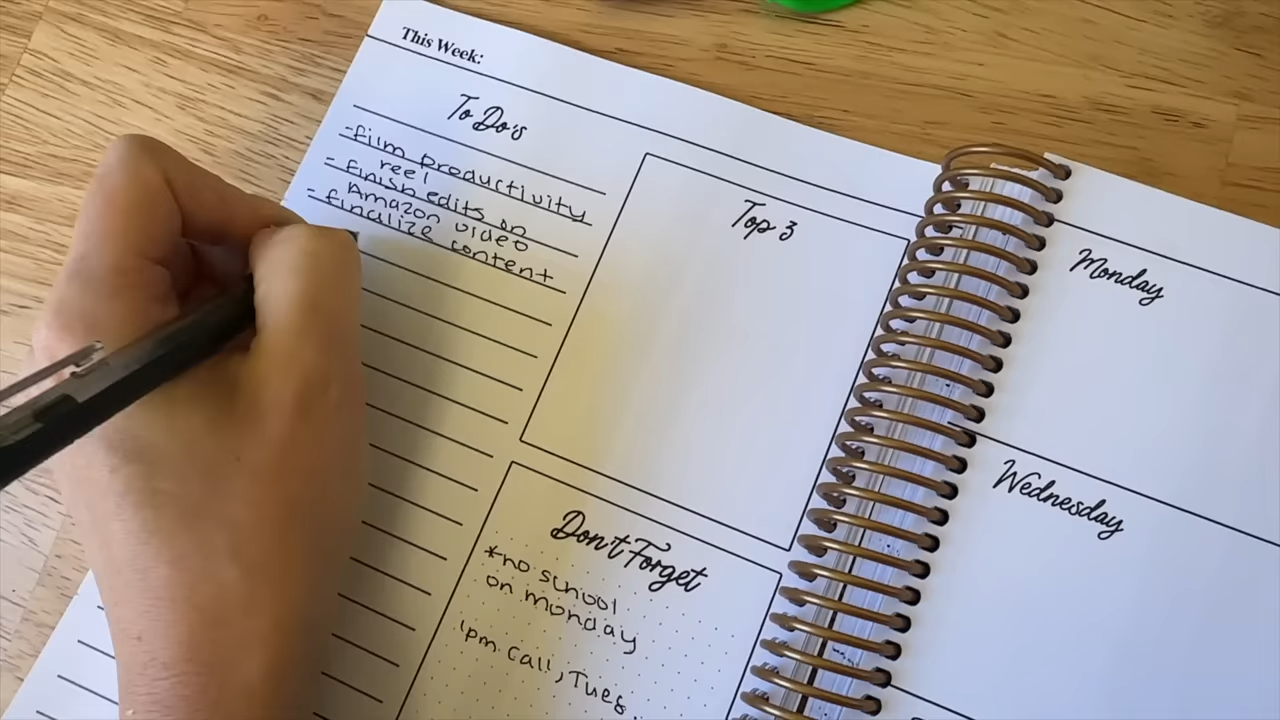 This Week:
To Do's
-film productivity
reel
- finish edits on
Amazon video
- finalize content
Top 3
Don't Forget
*no school
on monday
1pm call, Tues.
Monday
Wednesday